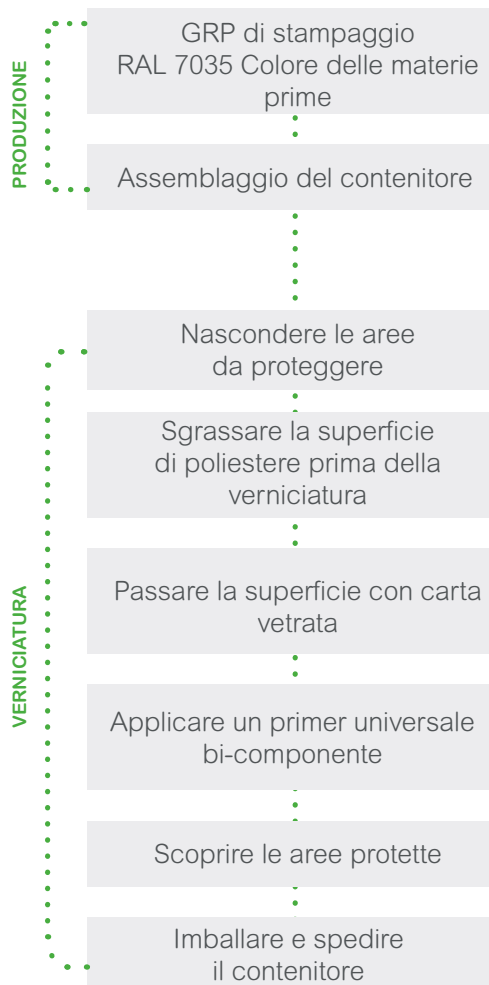 PRODUZIONE
GRP di stampaggio
RAL 7035 Colore delle materie
prime
Assemblaggio del contenitore
VERNICIATURA
Nascondere le aree
da proteggere
Sgrassare la superficie
di poliestere prima della
verniciatura
Passare la superficie con carta
vetrata
Applicare un primer universale
bi-componente
Scoprire le aree protette
Imballare e spedire
il contenitore